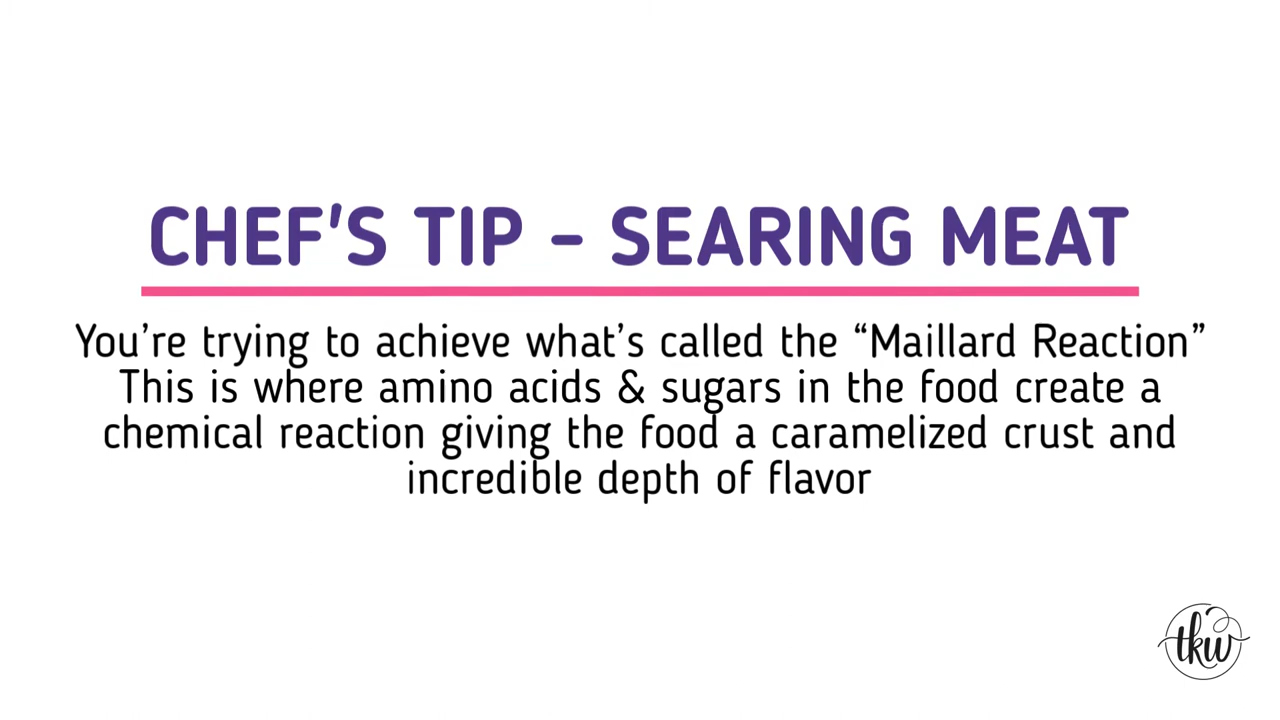 CHEF'S TIP - SEARING MEAT
You’re trying to achieve what’s called the “Maillard Reaction”
This is where amino acids & sugars in the food create a
chemical reaction giving the food a caramelized crust and
incredible depth of flavor
tkw